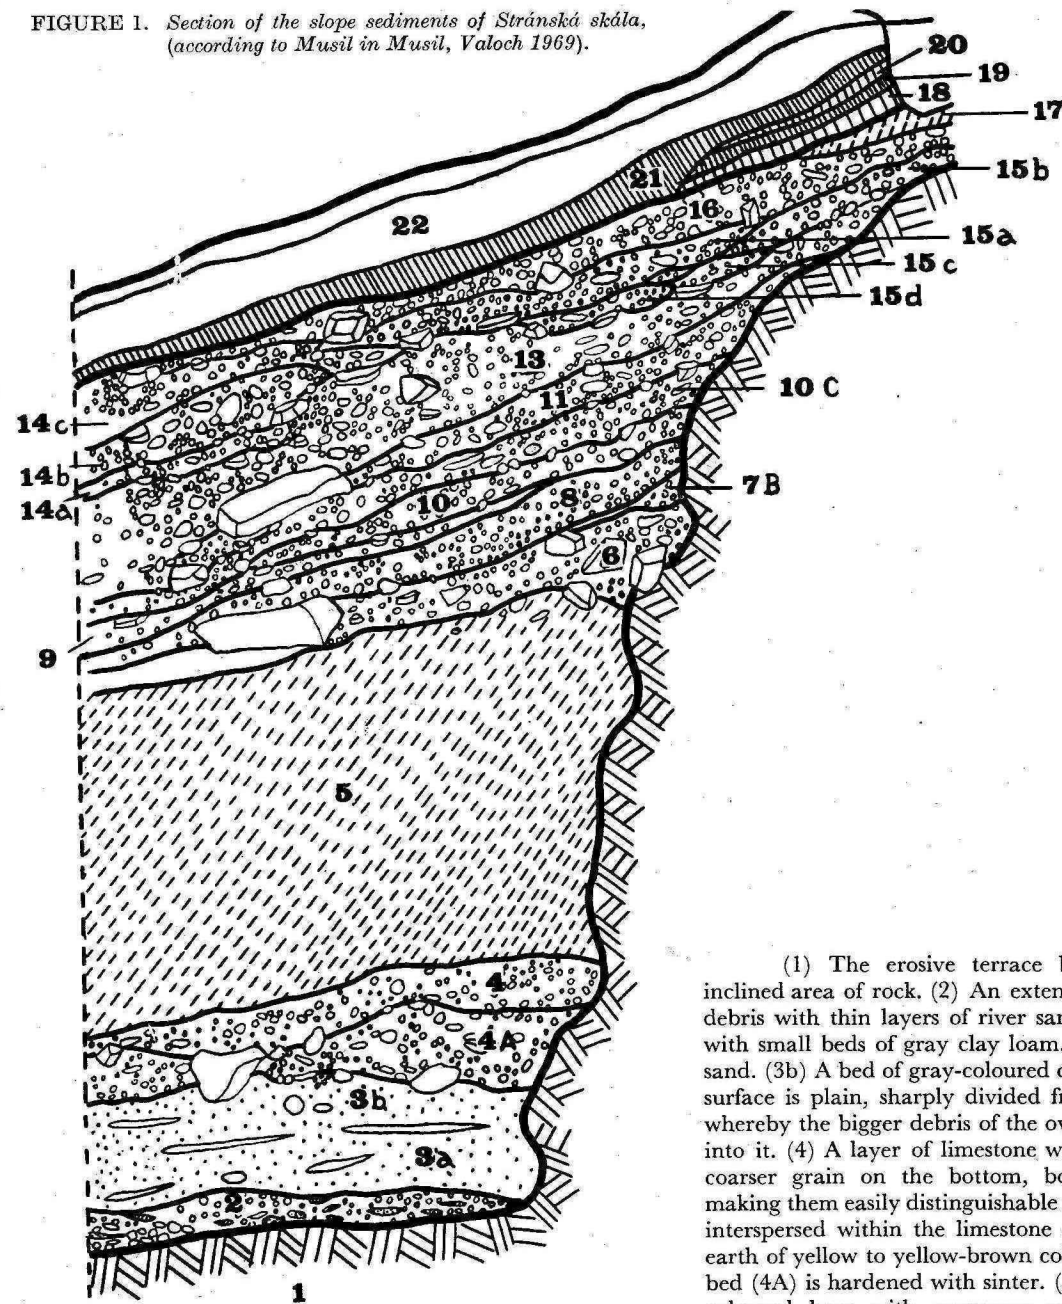 FIGURE 1. Section of the slope sediments of Stránská skála,
(according to Musil in Musil, Valoch 1969).
20
19
18
17
21
15b
16
22
15a
15c
15d
13
10 C
11
14c
14b
7B
10
8
14a
6
9
5
4
4A
3b
3a
2
1
(1) The erosive terrace
inclined area of rock. (2) An exten
debris with thin layers of river sar
with small beds of gray clay loam.
sand. (3b) A bed of gray-coloured
surface is plain, sharply divided f
whereby the bigger debris of the ov
into it. (4) A layer of limestone w
coarser grain on the bottom, bo
making them easily distinguishable
interspersed within the limestone
earth of yellow to yellow-brown co
bed (4A) is hardened with sinter. (